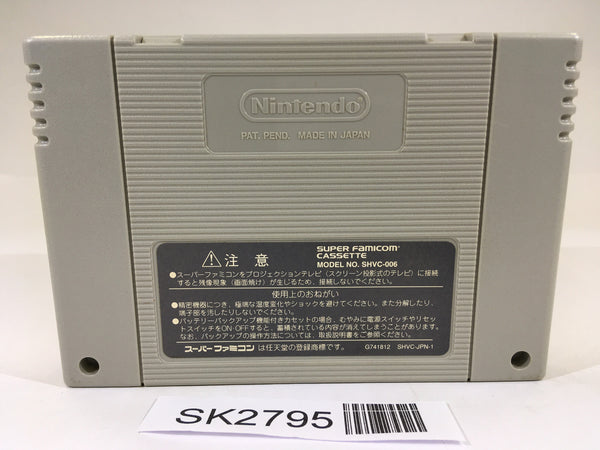 Nintendo
PAT. PEND. MADE IN JAPAN
注意
SUPER FAMICOM
CASSETTE
MODEL NO. SHVC-006
●スーパーファミコンをプロジェクションテレビ(スクリーン投影式のテレビ)に接続
すると残像現象(画面焼け)が生じるため、接続しないでください。
使用上のおねがい
●精密機器につき、極端な温度変化やショックを避けてください。また分解したり、
端子部を汚したりしないでください。
●バッテリーバックアップ機能付きカセットの場合、むやみに電源スイッチやリセ
ットスイッチをON・OFFすると、蓄積されている内容が消えてしまうことがあります。
なお、バックアップの操作方法については、取扱説明書をご参照ください。
スーパーファミコン は任天堂の登録商標です。
G741812 SHVC-JPN-1
SK2795